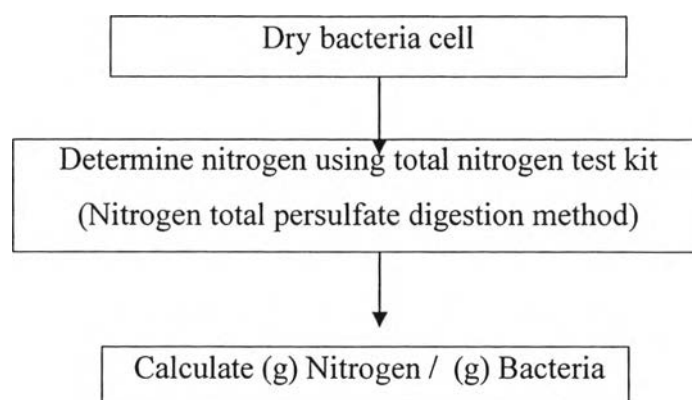 Dry bacteria cell
Determine nitrogen using total nitrogen test kit
(Nitrogen total persulfate digestion method)
Calculate (g) Nitrogen / (g) Bacteria